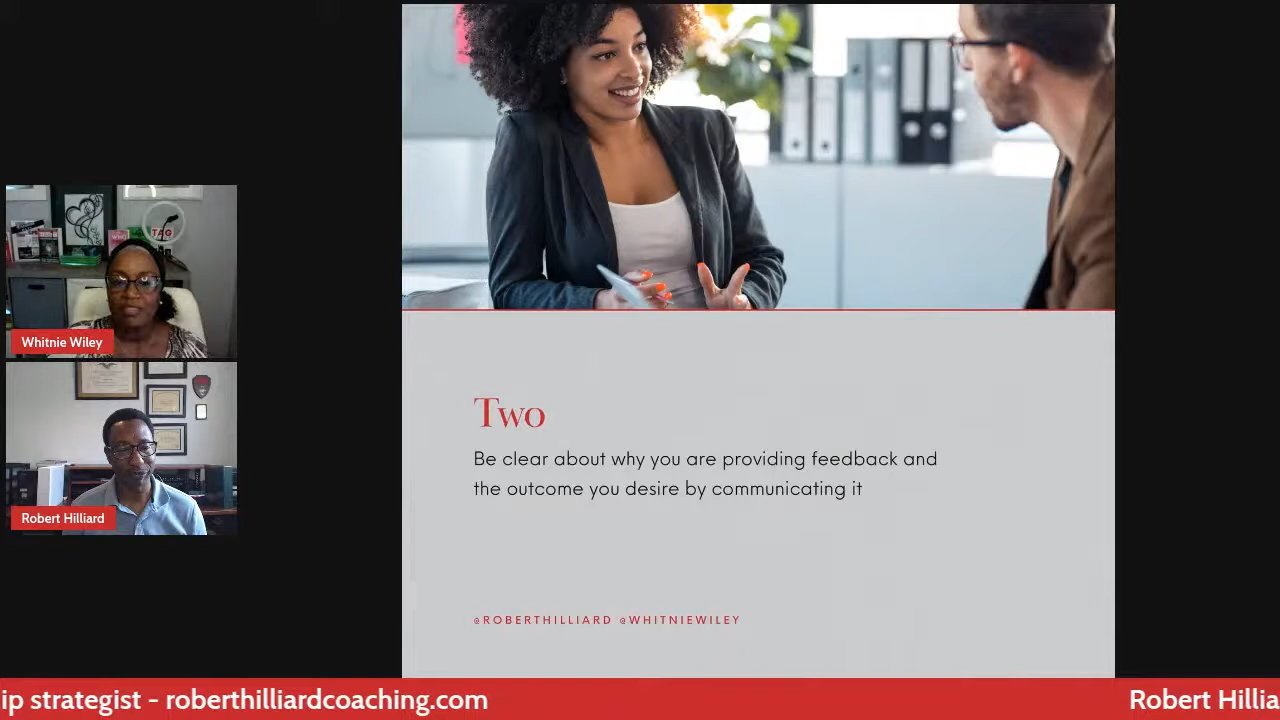 TAG
Whitnie Wiley
Robert Hilliard
Two
Be clear about why you are providing feedback and
the outcome you desire by communicating it
@ROBERTHILLIARD @WHITNIEWILEY
ip strategist - roberthilliardcoaching.com
Robert Hillia